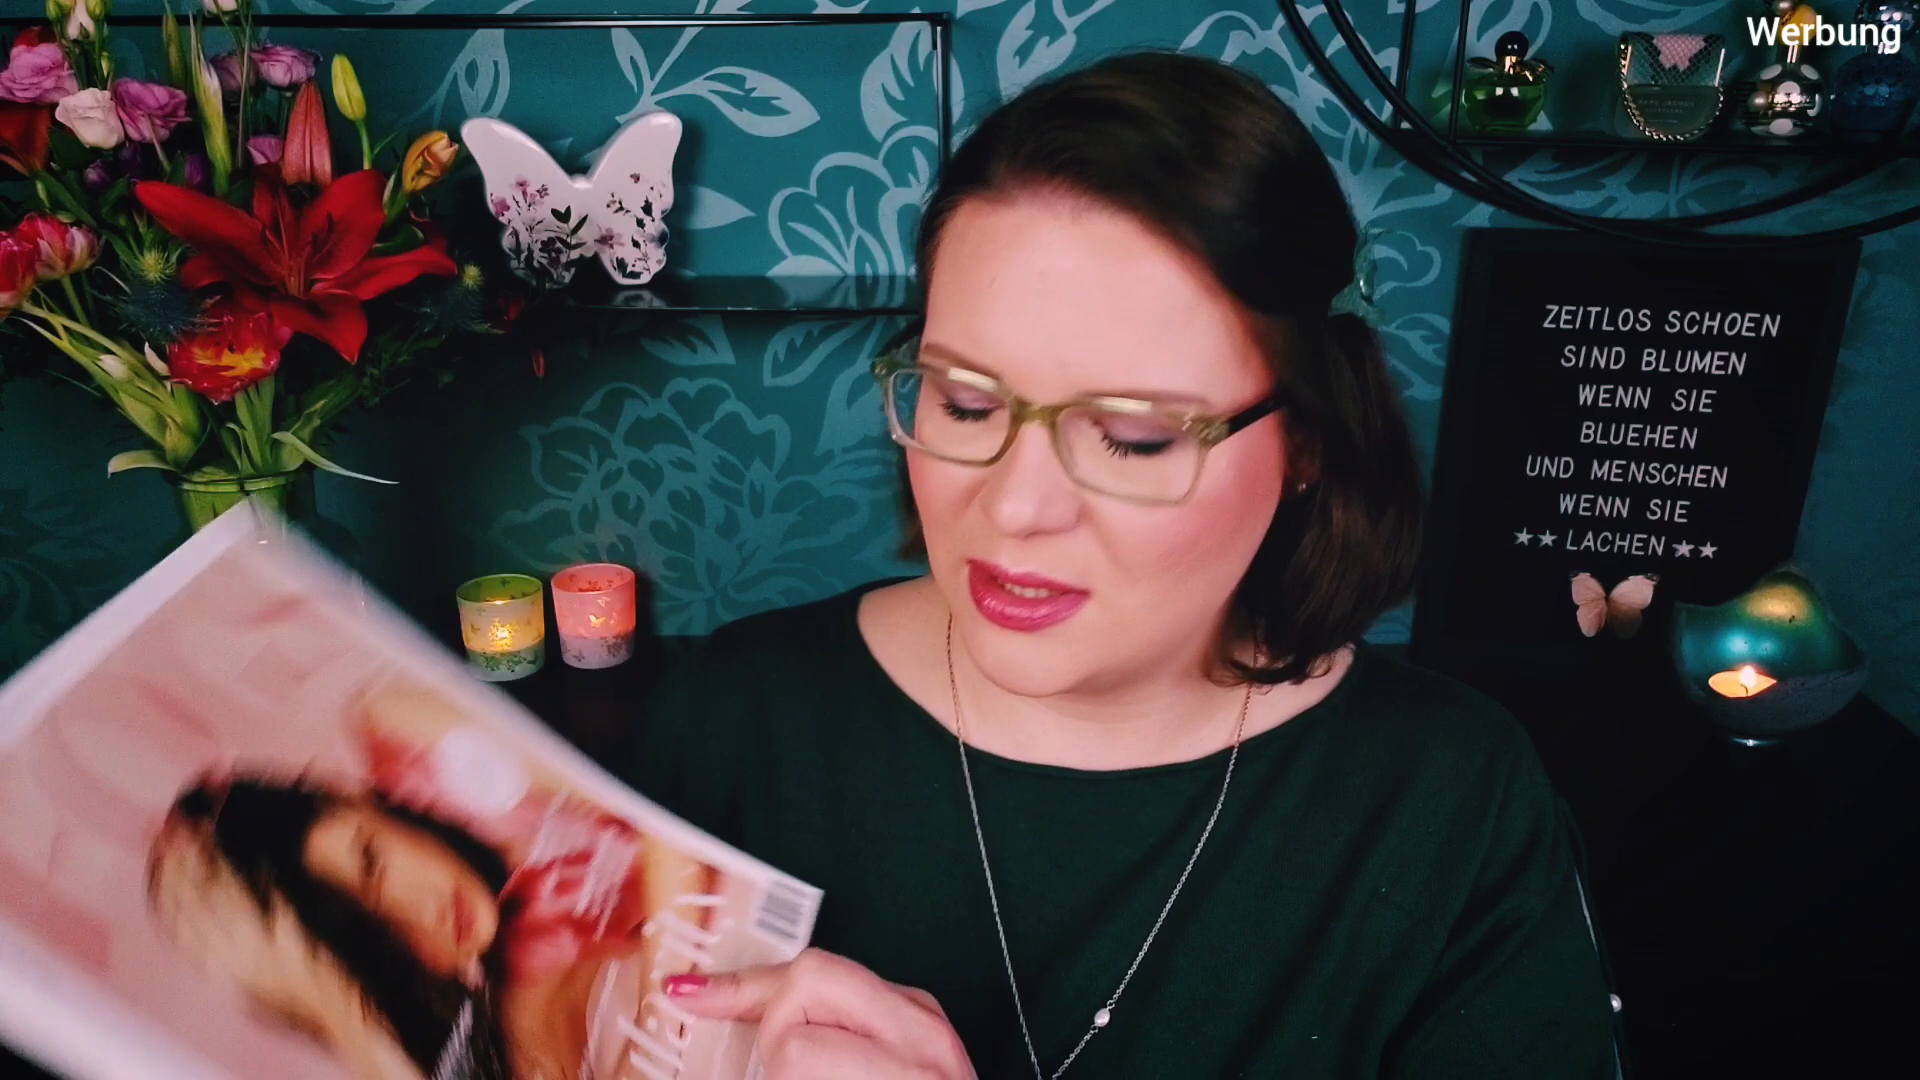 Werbung
ZEITLOS SCHOEN
SIND BLUMEN
WENN SIE
BLUEHEN
UND MENSCHEN
WENN SIE
★★ LACHEN ★★